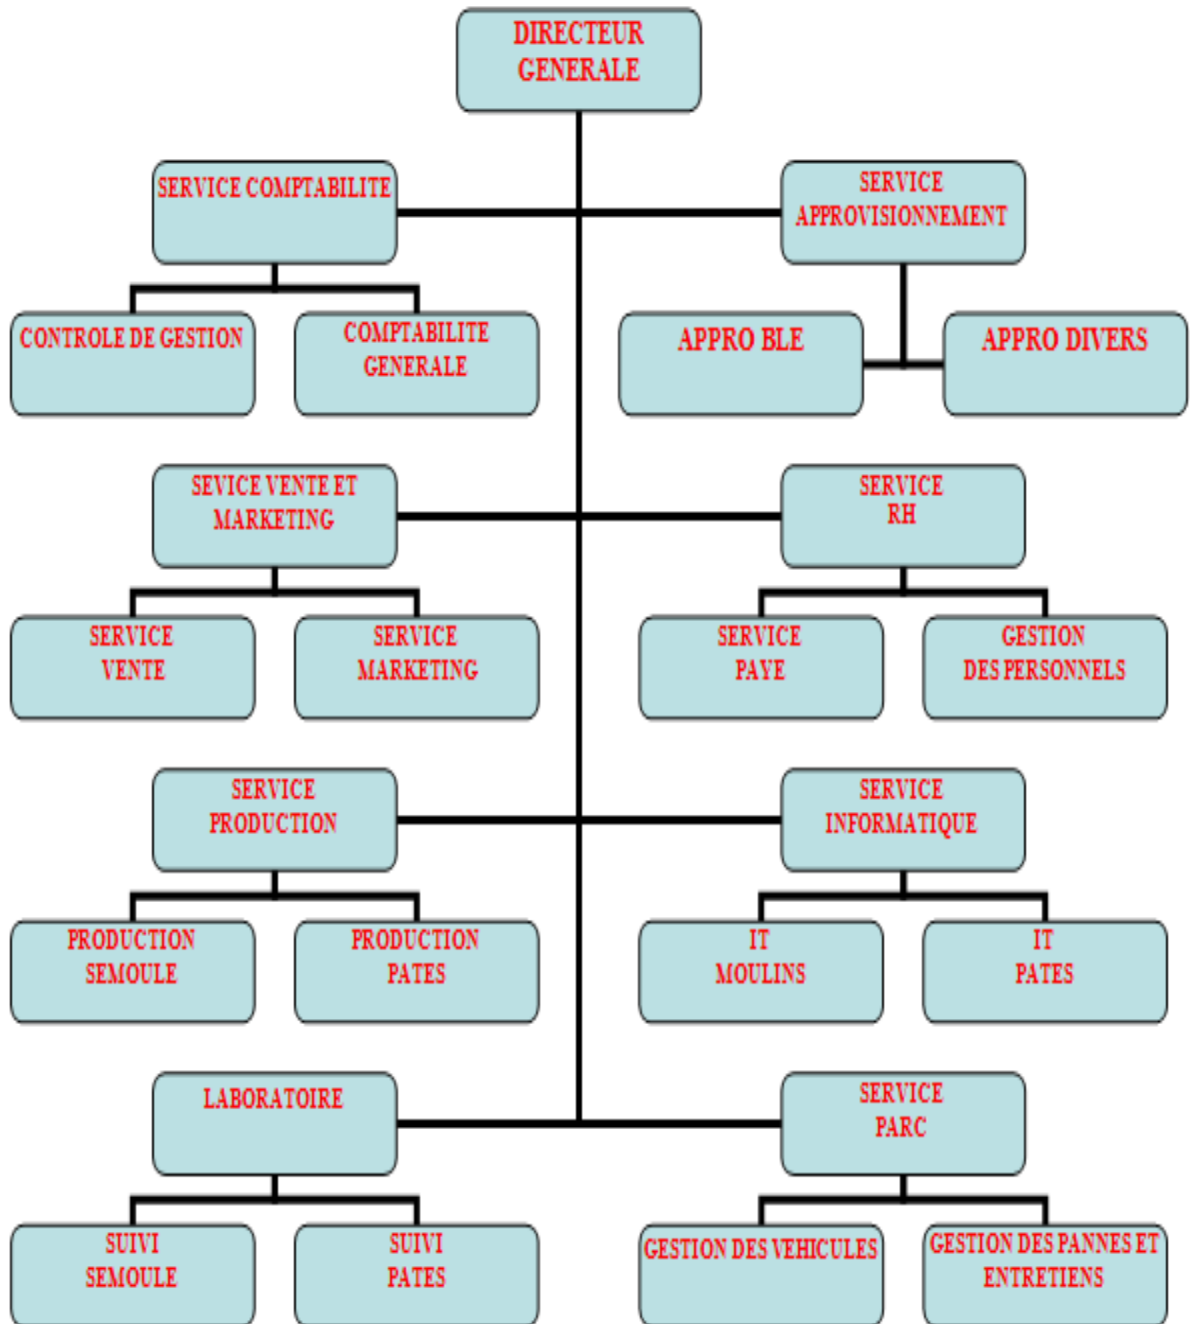 DIRECTEUR
GENERALE
SERVICE COMPTABILITE
SERVICE
APPROVISIONNEMENT
CONTROLE DE GESTION
COMPTABILITE
GENERALE
APPRO BLE
APPRO DIVERS
SEVICE VENTE ET
MARKETING
SERVICE
RH
SERVICE
VENTE
SERVICE
MARKETING
SERVICE
PAYE
GESTION
DES PERSONNELS
SERVICE
PRODUCTION
SERVICE
INFORMATIQUE
PRODUCTION
SEMOULE
PRODUCTION
PATES
IT
MOULINS
IT
PATES
LABORATOIRE
SERVICE
PARC
SUIVI
SEMOULE
SUIVI
PATES
GESTION DES VEHICULES
GESTION DES PANNES ET
ENTRETIENS